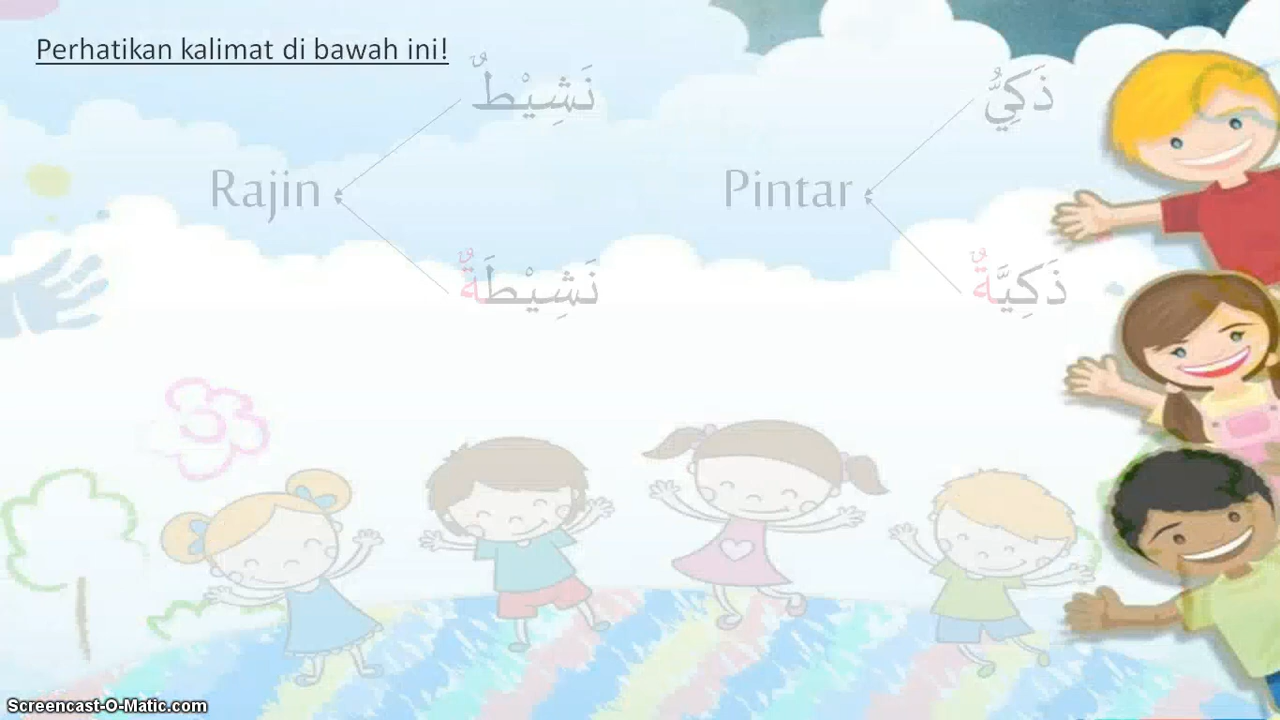 Perhatikan kalimat di bawah ini!
نَشِيْطٌ
ذَكِيٌّ
Rajin
Pintar
نَشِيْطَةٌ
ذَكِيَّةٌ
Screencast-O-Matic.com